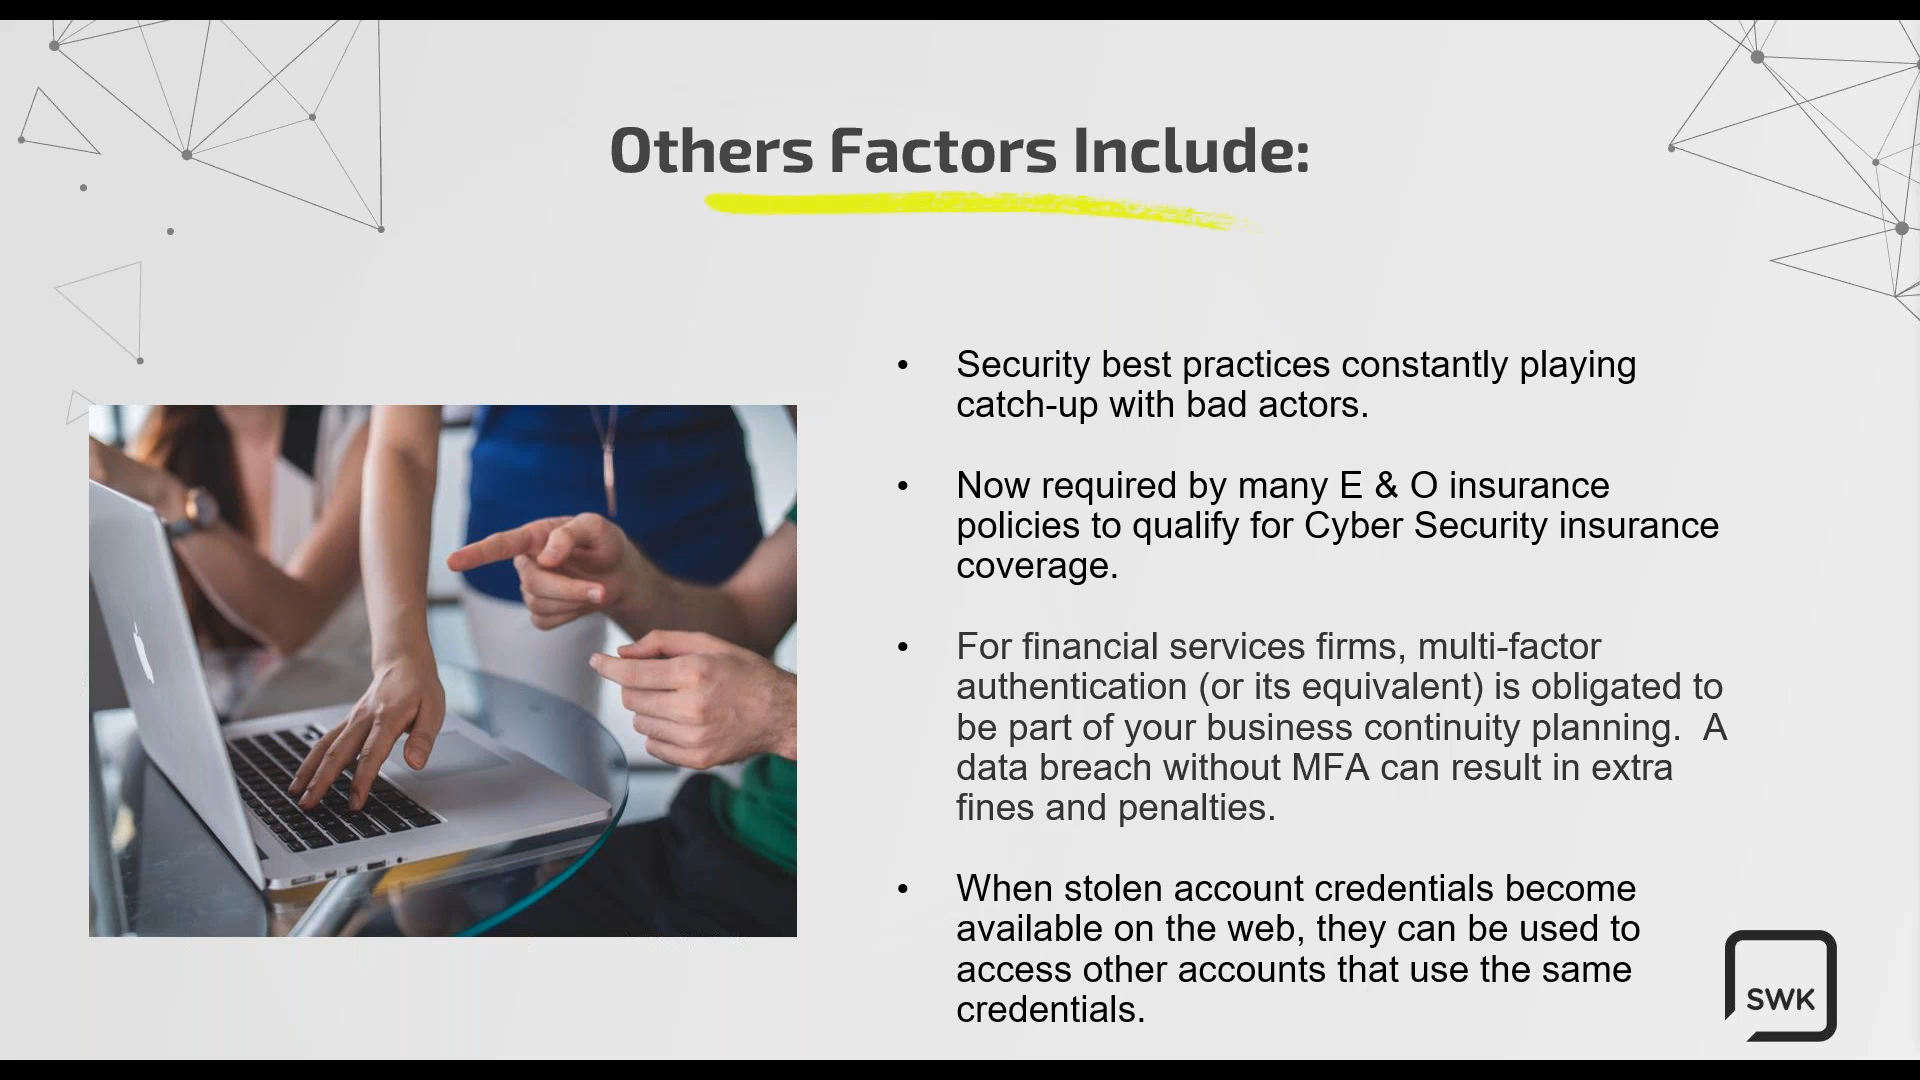 Others Factors Include:
• Security best practices constantly playing
catch-up with bad actors.
• Now required by many E & O insurance
policies to qualify for Cyber Security insurance
coverage.
• For financial services firms, multi-factor
authentication (or its equivalent) is obligated to
be part of your business continuity planning.  A
data breach without MFA can result in extra
fines and penalties.
• When stolen account credentials become
available on the web, they can be used to
access other accounts that use the same
credentials.
SWK